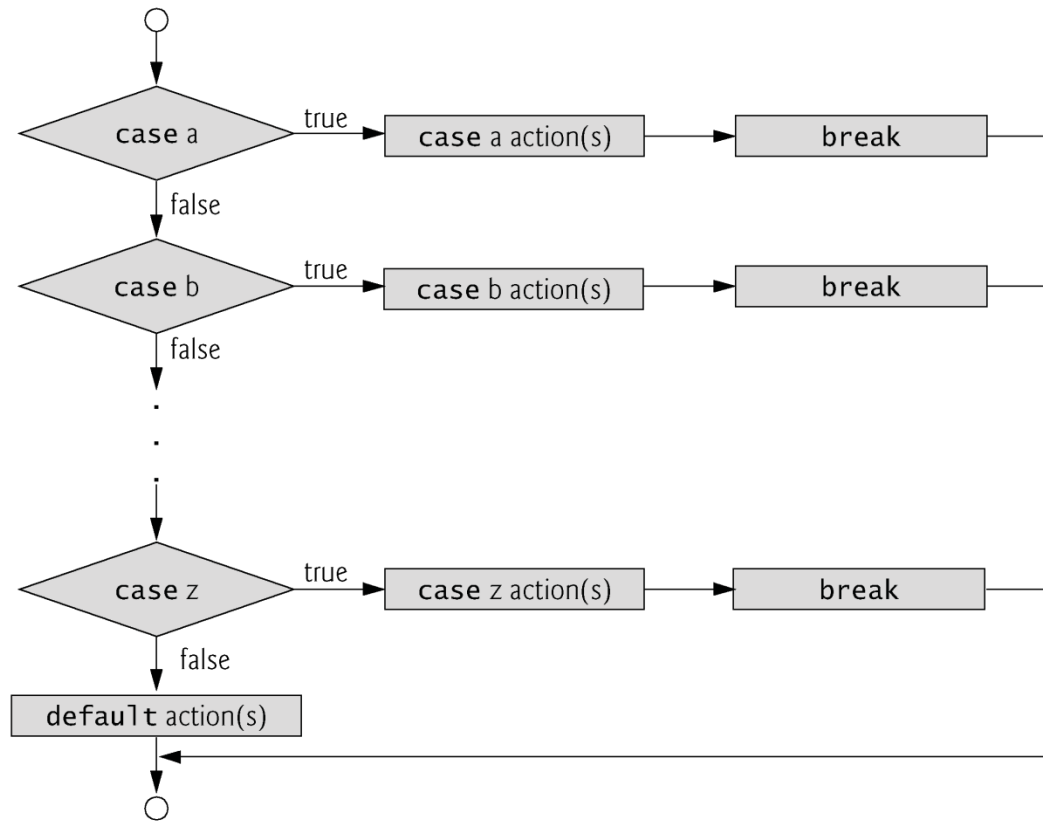 case a
true
case a action(s)
break
false
case b
true
case b action(s)
break
false
case z
true
case z action(s)
break
false
default action(s)